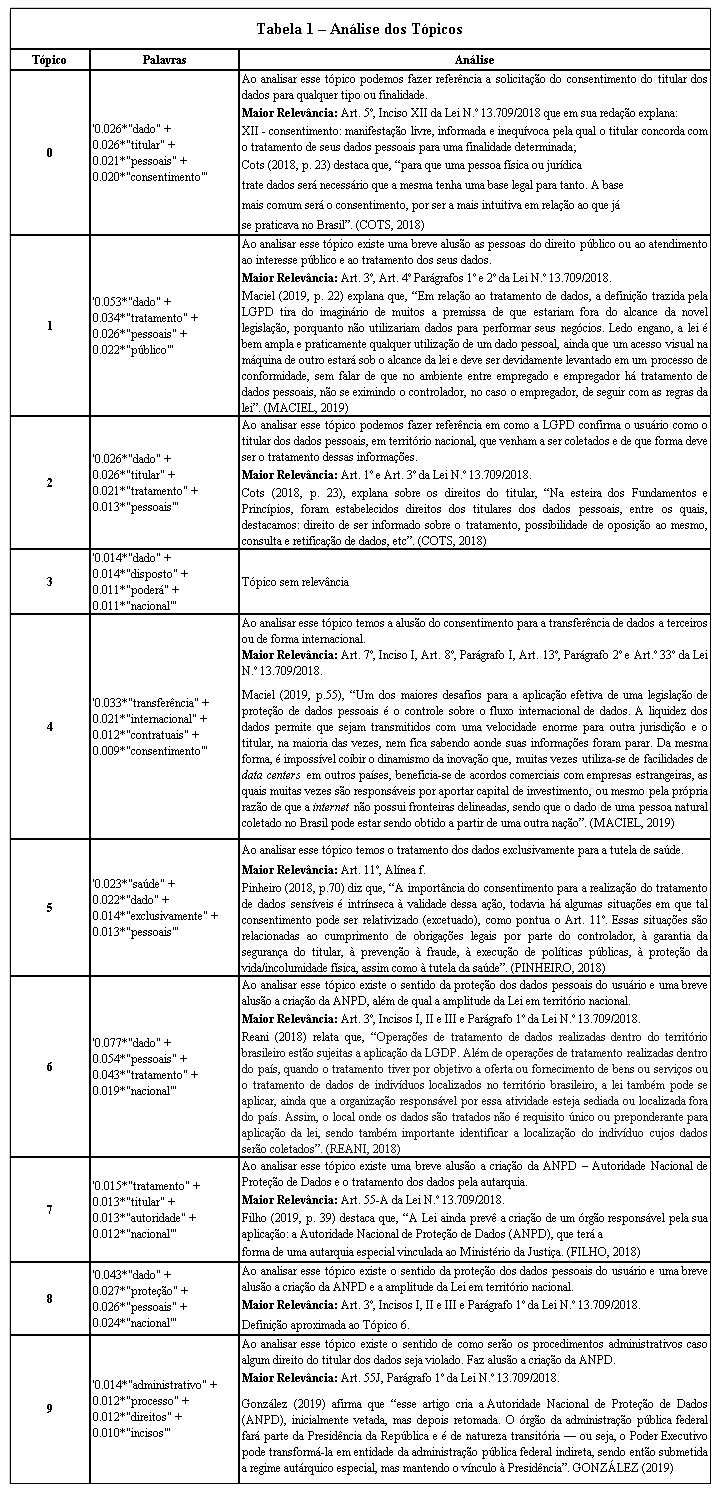 Tabela 1 – Análise dos Tópicos
Tópico Palavras Análise
0
'0.026*"dado" +
0.026*"titular" +
0.021*"pessoais" +
0.020*"consentimento"'
Ao analisar esse tópico podemos fazer referência a solicitação do consentimento do titular dos
dados para qualquer tipo ou finalidade.
Maior Relevância: Art. 5º, Inciso XII da Lei N.º 13.709/2018 que em sua redação explana:
XII - consentimento: manifestação livre, informada e inequívoca pela qual o titular concorda com
o tratamento de seus dados pessoais para uma finalidade determinada;
Cots (2018, p. 23) destaca que, “para que uma pessoa física ou jurídica
trate dados será necessário que a mesma tenha uma base legal para tanto. A base
mais comum será o consentimento, por ser a mais intuitiva em relação ao que já
se praticava no Brasil”. (COTS, 2018)
1
'0.053*"dado" +
0.034*"tratamento" +
0.026*"pessoais" +
0.022*"público"'
Ao analisar esse tópico existe uma breve alusão as pessoas do direito público ou ao atendimento
ao interesse público e ao tratamento dos seus dados.
Maior Relevância: Art. 3º, Art. 4º Parágrafos 1º e 2º da Lei N.º 13.709/2018.
Maciel (2019, p. 22) explana que, “Em relação ao tratamento de dados, a definição trazida pela
LGPD tira do imaginário de muitos a premissa de que estariam fora do alcance da novel
legislação, porquanto não utilizariam dados para performar seus negócios. Ledo engano, a lei é
bem ampla e praticamente qualquer utilização de um dado pessoal, ainda que um acesso visual na
máquina de outro estará sob o alcance da lei e deve ser devidamente levantado em um processo de
conformidade, sem falar de que no ambiente entre empregado e empregador há tratamento de
dados pessoais, não se eximindo o controlador, no caso o empregador, de seguir com as regras da
lei”. (MACIEL, 2019)
2
'0.026*"dado" +
0.026*"titular" +
0.021*"tratamento" +
0.013*"pessoais"'
Ao analisar esse tópico podemos fazer referência em como a LGPD confirma o usuário como o
titular dos dados pessoais, em território nacional, que venham a ser coletados e de que forma deve
ser o tratamento dessas informações.
Maior Relevância: Art. 1º e Art. 3º da Lei N.º 13.709/2018.
Cots (2018, p. 23), explana sobre os direitos do titular, “Na esteira dos Fundamentos e
Princípios, foram estabelecidos direitos dos titulares dos dados pessoais, entre os quais,
destacamos: direito de ser informado sobre o tratamento, possibilidade de oposição ao mesmo,
consulta e retificação de dados, etc”. (COTS, 2018)
3
'0.014*"dado" +
0.014*"disposto" +
0.011*"poderá" +
0.011*"nacional"'
Tópico sem relevância
4
'0.033*"transferência" +
0.021*"internacional" +
0.012*"contratuais" +
0.009*"consentimento"'
Ao analisar esse tópico temos a alusão do consentimento para a transferência de dados a terceiros
ou de forma internacional.
Maior Relevância: Art. 7º, Inciso I, Art. 8º, Parágrafo I, Art. 13º, Parágrafo 2º e Art.º 33º da Lei
N.º 13.709/2018.
Maciel (2019, p.55), “Um dos maiores desafios para a aplicação efetiva de uma legislação de
proteção de dados pessoais é o controle sobre o fluxo internacional de dados. A liquidez dos
dados permite que sejam transmitidos com uma velocidade enorme para outra jurisdição e o
titular, na maioria das vezes, nem fica sabendo aonde suas informações foram parar. Da mesma
forma, é impossível coibir o dinamismo da inovação que, muitas vezes utiliza-se de facilidades de
data centers em outros países, beneficia-se de acordos comerciais com empresas estrangeiras, as
quais muitas vezes são responsáveis por aportar capital de investimento, ou mesmo pela própria
razão de que a internet não possui fronteiras delineadas, sendo que o dado de uma pessoa natural
coletado no Brasil pode estar sendo obtido a partir de uma outra nação”. (MACIEL, 2019)
5
'0.023*"saúde" +
0.022*"dado" +
0.014*"exclusivamente" +
0.013*"pessoais"'
Ao analisar esse tópico temos o tratamento dos dados exclusivamente para a tutela de saúde.
Maior Relevância: Art. 11º, Alínea f.
Pinheiro (2018, p.70) diz que, “A importância do consentimento para a realização do tratamento
de dados sensíveis é intrínseca à validade dessa ação, todavia há algumas situações em que tal
consentimento pode ser relativizado (excetuado), como pontua o Art. 11º. Essas situações são
relacionadas ao cumprimento de obrigações legais por parte do controlador, à garantia da
segurança do titular, à prevenção à fraude, à execução de políticas públicas, à proteção da
vida/incolumidade física, assim como à tutela da saúde”. (PINHEIRO, 2018)
6
'0.077*"dado" +
0.054*"pessoais" +
0.043*"tratamento" +
0.019*"nacional"'
Ao analisar esse tópico existe o sentido da proteção dos dados pessoais do usuário e uma breve
alusão a criação da ANPD, além de qual a amplitude da Lei em território nacional.
Maior Relevância: Art. 3º, Incisos I, II e III e Parágrafo 1º da Lei N.º 13.709/2018.
Reani (2018) relata que, “Operações de tratamento de dados realizadas dentro do território
brasileiro estão sujeitas a aplicação da LGDP. Além de operações de tratamento realizadas dentro
do país, quando o tratamento tiver por objetivo a oferta ou fornecimento de bens ou serviços ou
o tratamento de dados de indivíduos localizados no território brasileiro, a lei também pode se
aplicar, ainda que a organização responsável por essa atividade esteja sediada ou localizada fora
do país. Assim, o local onde os dados são tratados não é requisito único ou preponderante para
aplicação da lei, sendo também importante identificar a localização do indivíduo cujos dados
serão coletados”. (REANI, 2018)
7
'0.015*"tratamento" +
0.013*"titular" +
0.013*"autoridade" +
0.012*"nacional"'
Ao analisar esse tópico existe uma breve alusão a criação da ANPD – Autoridade Nacional de
Proteção de Dados e o tratamento dos dados pela autarquia.
Maior Relevância: Art. 55-A da Lei N.º 13.709/2018.
Filho (2019, p. 39) destaca que, “A Lei ainda prevê a criação de um órgão responsável pela sua
aplicação: a Autoridade Nacional de Proteção de Dados (ANPD), que terá a
forma de uma autarquia especial vinculada ao Ministério da Justiça. (FILHO, 2018)
8
'0.043*"dado" +
0.027*"proteção" +
0.026*"pessoais" +
0.024*"nacional"'
Ao analisar esse tópico existe o sentido da proteção dos dados pessoais do usuário e uma breve
alusão a criação da ANPD e a amplitude da Lei em território nacional.
Maior Relevância: Art. 3º, Incisos I, II e III e Parágrafo 1º da Lei N.º 13.709/2018.
Definição aproximada ao Tópico 6.
9
'0.014*"administrativo" +
0.012*"processo" +
0.012*"direitos" +
0.010*"incisos"'
Ao analisar esse tópico existe o sentido de como serão os procedimentos administrativos caso
algum direito do titular dos dados seja violado. Faz alusão a criação da ANPD.
Maior Relevância: Art. 55J, Parágrafo 1º da Lei N.º 13.709/2018.
González (2019) afirma que “esse artigo cria a Autoridade Nacional de Proteção de Dados
(ANPD), inicialmente vetada, mas depois retomada. O órgão da administração pública federal
fará parte da Presidência da República e é de natureza transitória — ou seja, o Poder Executivo
pode transformá-la em entidade da administração pública federal indireta, sendo então submetida
a regime autárquico especial, mas mantendo o vínculo à Presidência”. GONZÁLEZ (2019)